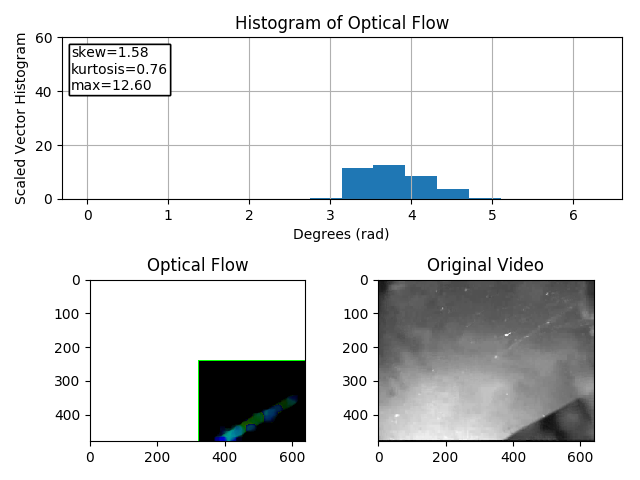 Histogram of Optical Flow
Scaled Vector Histogram
60
40
20
0
skew=1.58
kurtosis=0.76
max=12.60
0 1 2 3 4 5 6
Degrees (rad)
Optical Flow
0
100
200
300
400
0 200 400 600
Original Video
0
100
200
300
400
0 200 400 600